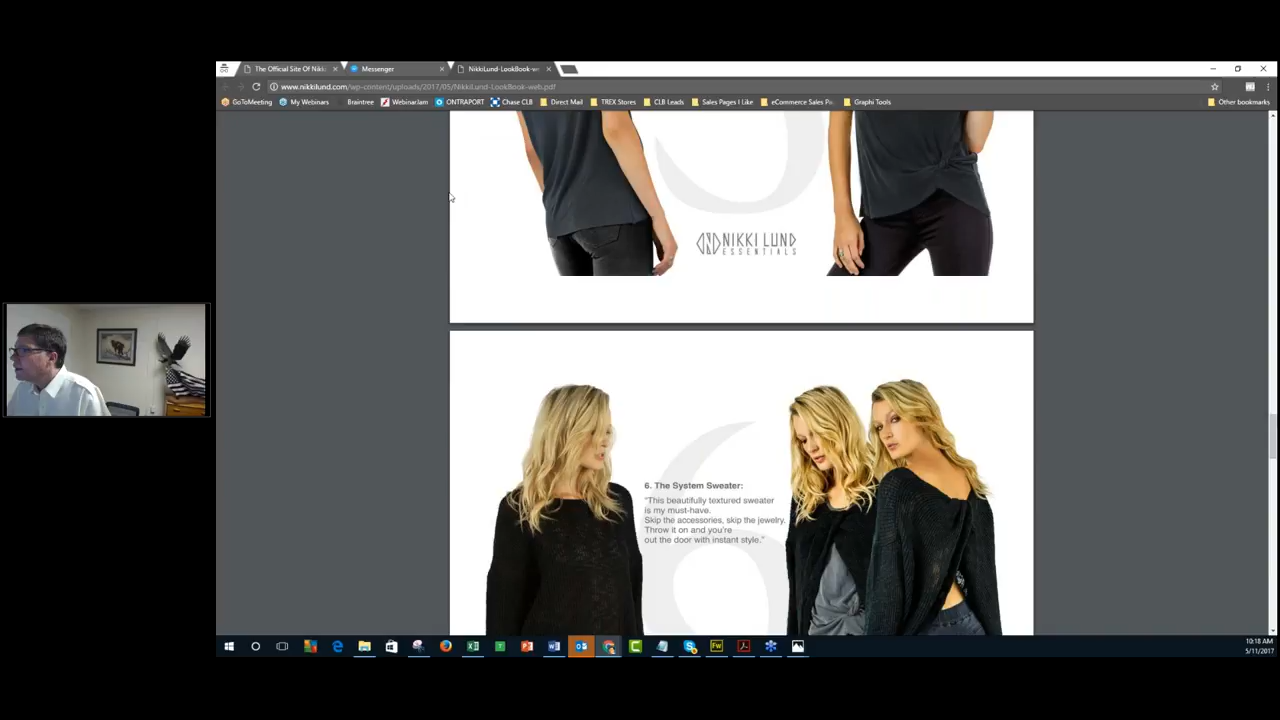 The Official Site Of Nikk
Messenger
NikkiLund-LookBook-we
www.nikkilund.com/wp-content/uploads/2017/05/NikkiLund-LookBook-web.pdf
GoToMeeting My Webinars Braintree WebinarJam ONTRAPORT Chase CLB Direct Mail TREX Stores CLB Leads Sales Pages I Like eCommerce Sales Pa Graphi Tools Other bookmarks
5
NIKKI LUND
ESSENTIALS
6
6. The System Sweater:
"This beautifully textured sweater
is my must-have.
Skip the accessories, skip the jewelry.
Throw it on and you're
out the door with instant style."
10:18 AM
5/11/2017